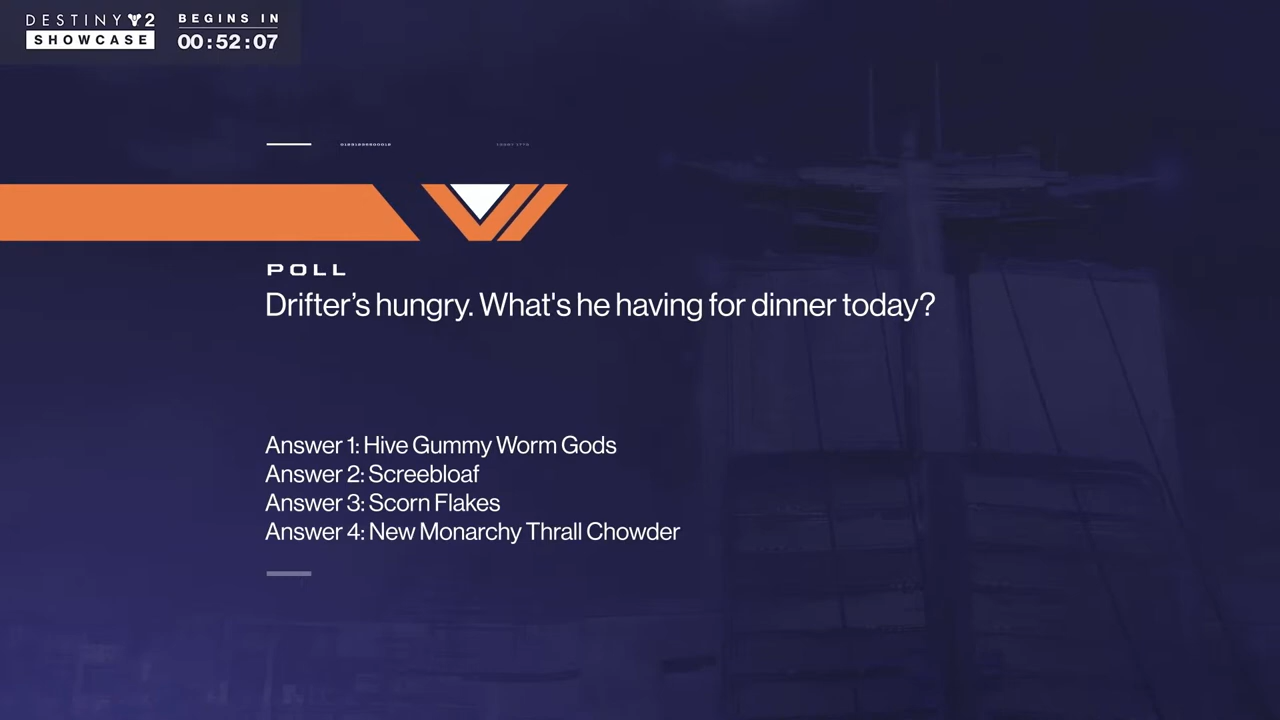 DESTINY 2
SHOWCASE
BEGINS IN
00:52:07
POLL
Drifter’s hungry. What's he having for dinner today?
Answer 1: Hive Gummy Worm Gods
Answer 2: Screebloaf
Answer 3: Scorn Flakes
Answer 4: New Monarchy Thrall Chowder